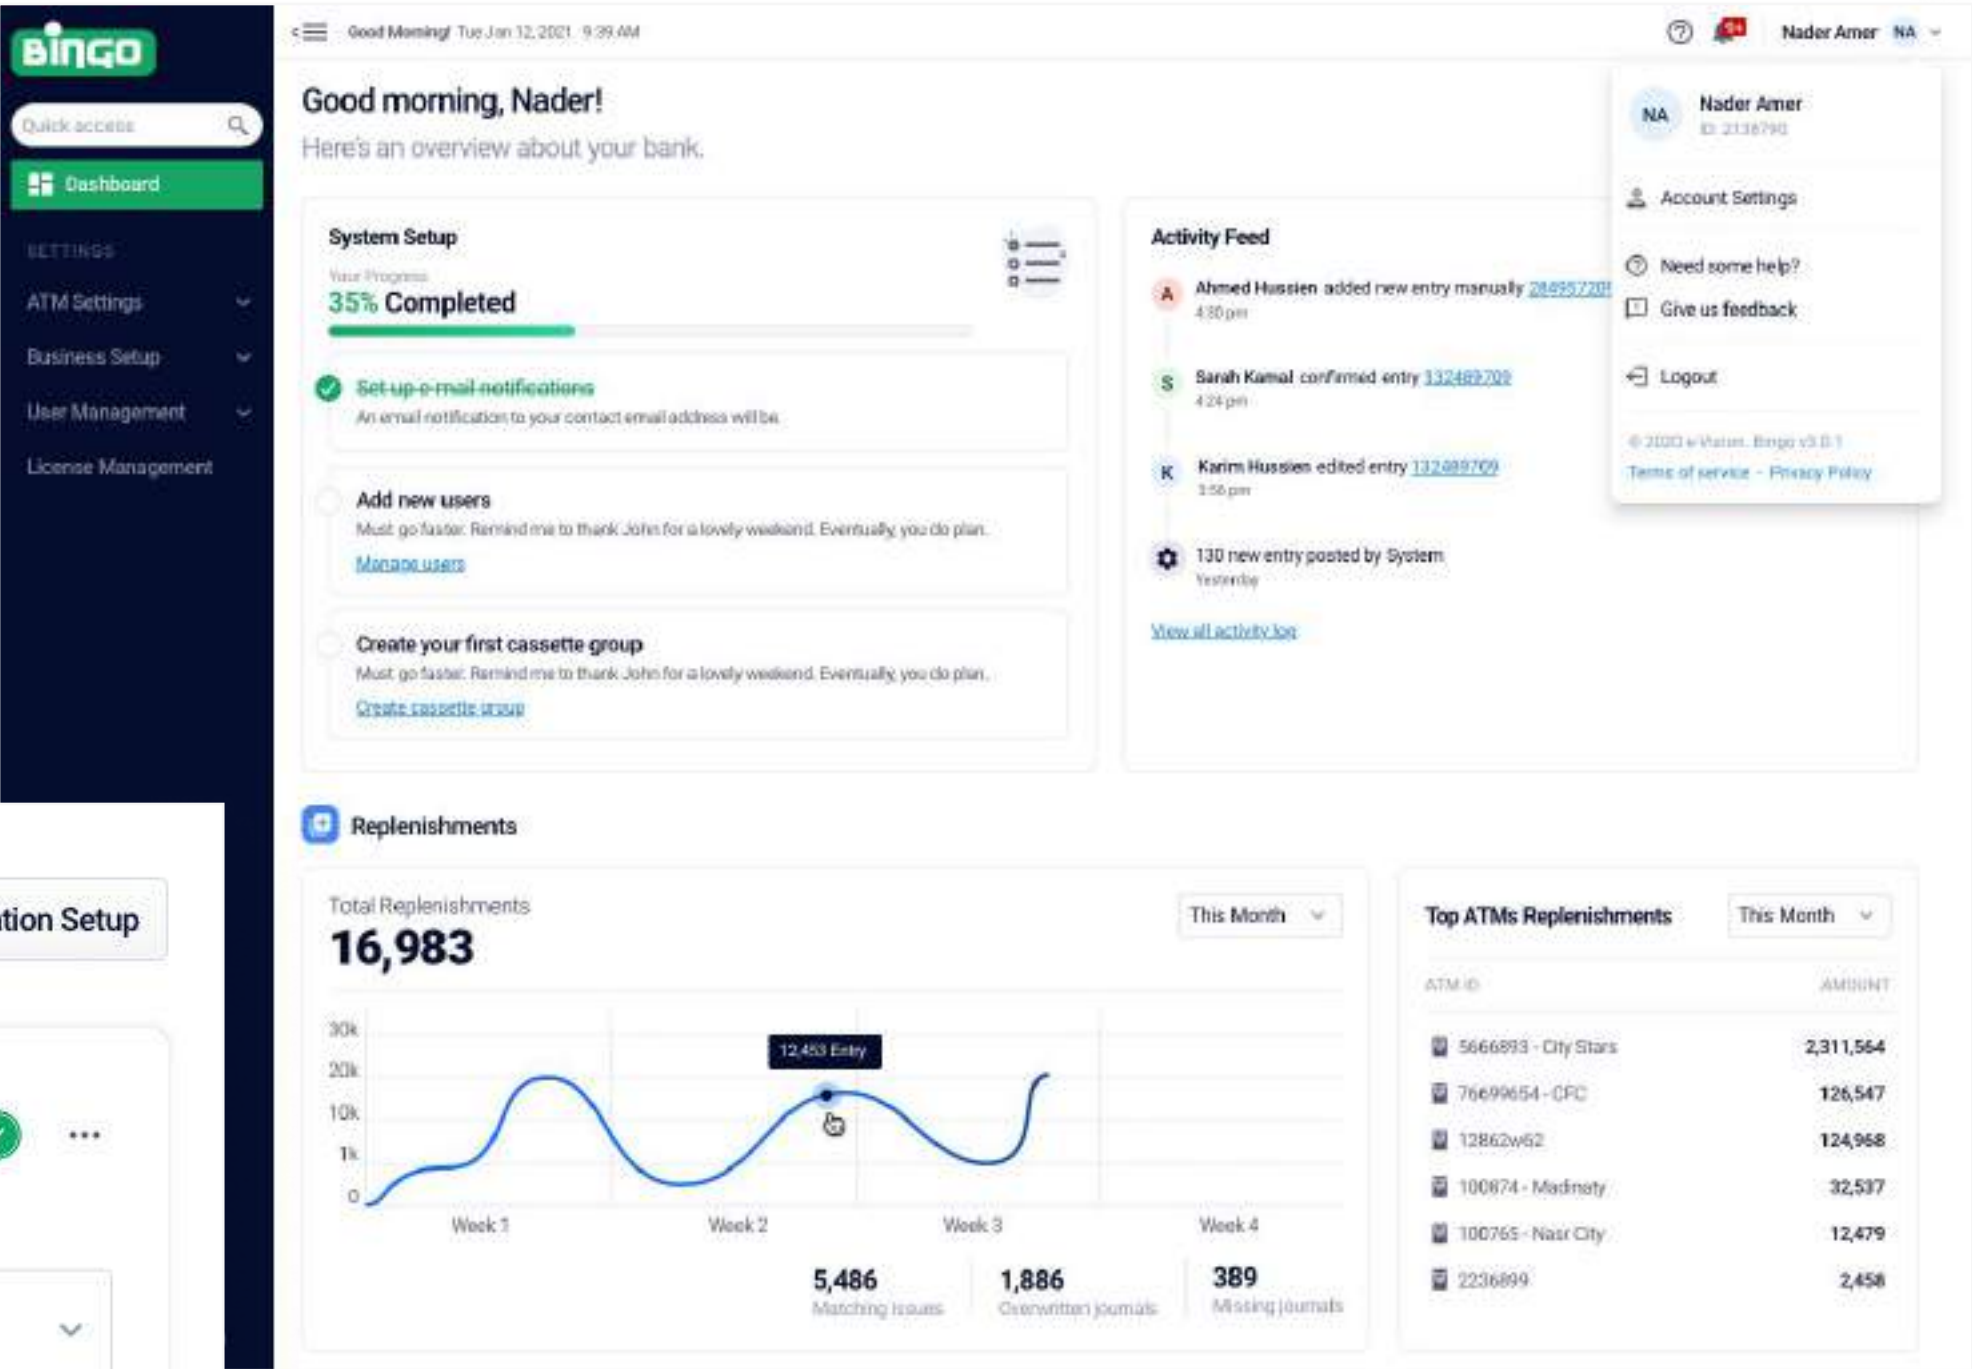 BINGO
Quick access
Dashboard
SETTINGS
ATM Settings
Business Setup
User Management
License Management
Good Morning! Tue Jan 12, 2021 9:39 AM
9+
Nader Amer NA
Good morning, Nader!
Here's an overview about your bank.
NA
Nader Amer
ID: 2138790
Account Settings
Need some help?
Give us feedback
Logout
© 2020 e-Vision. Bingo v3.0.1
Terms of service - Privacy Policy
System Setup
Your Progress
35% Completed
Set up e-mail notifications
An email notification to your contact email address will be.
Add new users
Must go faster. Remind me to thank John for a lovely weekend. Eventually, you do plan.
Manage users
Create your first cassette group
Must go faster. Remind me to thank John for a lovely weekend. Eventually, you do plan.
Create cassette group
Activity Feed
A
Ahmed Hussien added new entry manually
4:30 pm
S
Sarah Kamal confirmed entry 132489709
4:24 pm
K
Karim Hussien edited entry 132489709
3:56 pm
130 new entry posted by System
Yesterday
View all activity log
Replenishments
Total Replenishments
16,983
This Month
30k
20k
10k
1k
0
12,453 Entry
Week 1
Week 2
Week 3
Week 4
5,486
Matching issues
1,886
Overwritten journals
389
Missing journals
Top ATMs Replenishments
This Month
ATM ID
AMOUNT
5666893 - City Stars
2,311,564
76699654 - CFC
126,547
12862w62
124,968
100874 - Madinaty
32,537
100765 - Nasr City
12,479
2236899
2,458
tion Setup